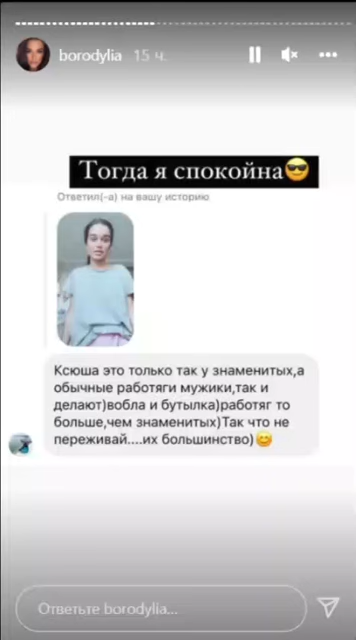 borodylia 15 ч.
Тогда я спокойна😎
Ответил(-а) на вашу историю
Ксюша это только так у знаменитых,а
обычные работяги мужики,так и
делают)вобла и бутылка)работяг то
больше,чем знаменитых)Так что не
переживай....их большинство)😊
Ответьте borodylia...